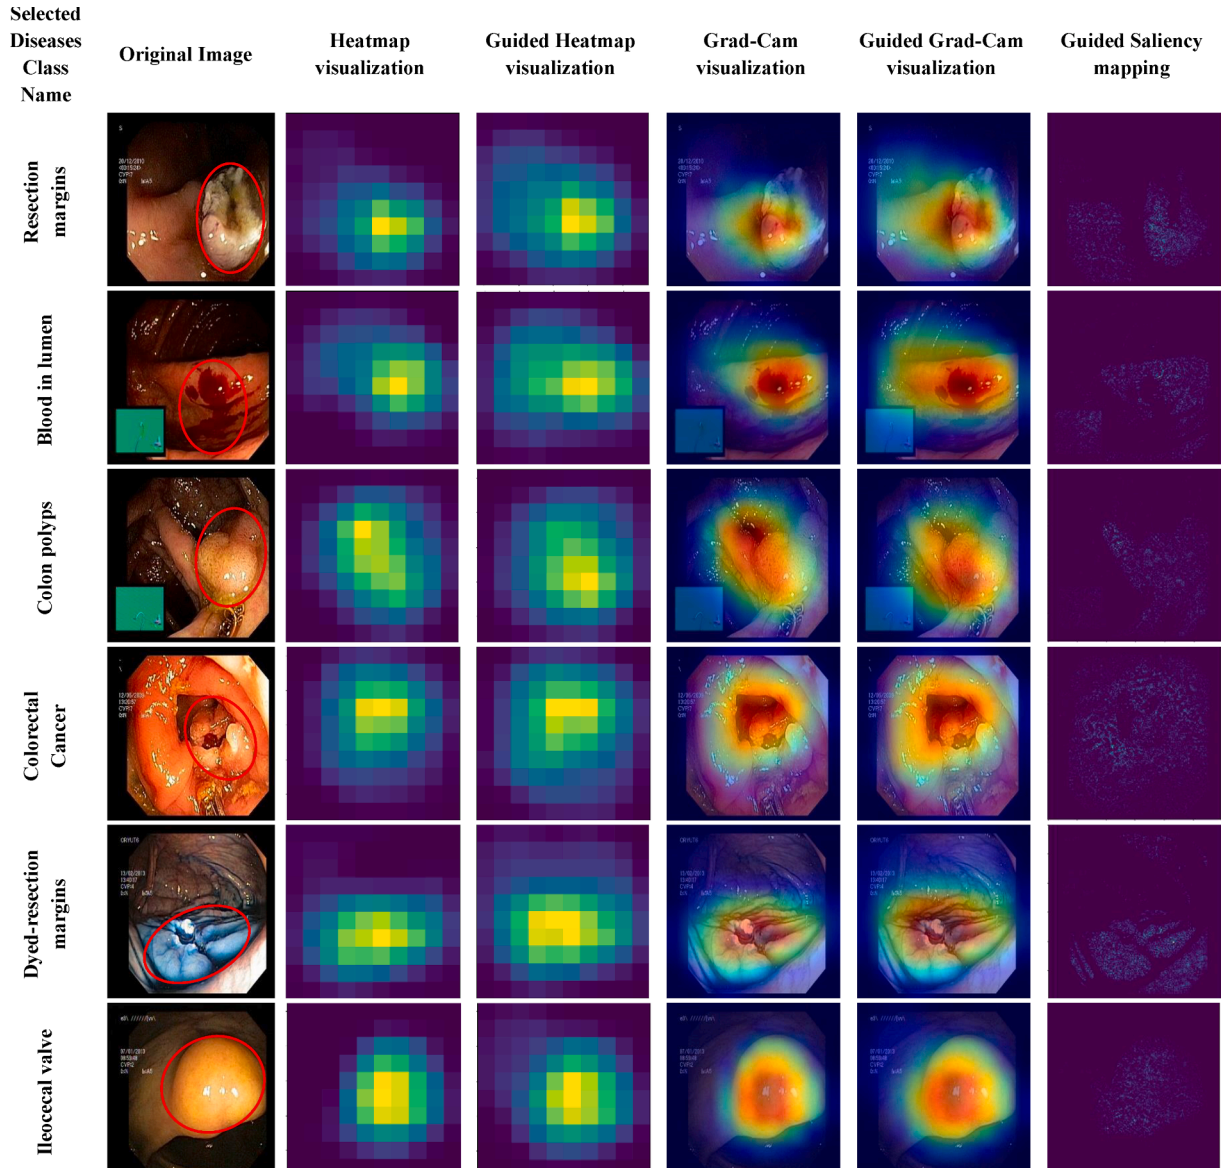 Selected
Diseases
Class
Name
Original Image
Heatmap
visualization
Guided Heatmap
visualization
Grad-Cam
visualization
Guided Grad-Cam
visualization
Guided Saliency
mapping
Resection
margins
Blood in lumen
Colon polyps
Colorectal
Cancer
Dyed-resection
margins
Ileocecal valve